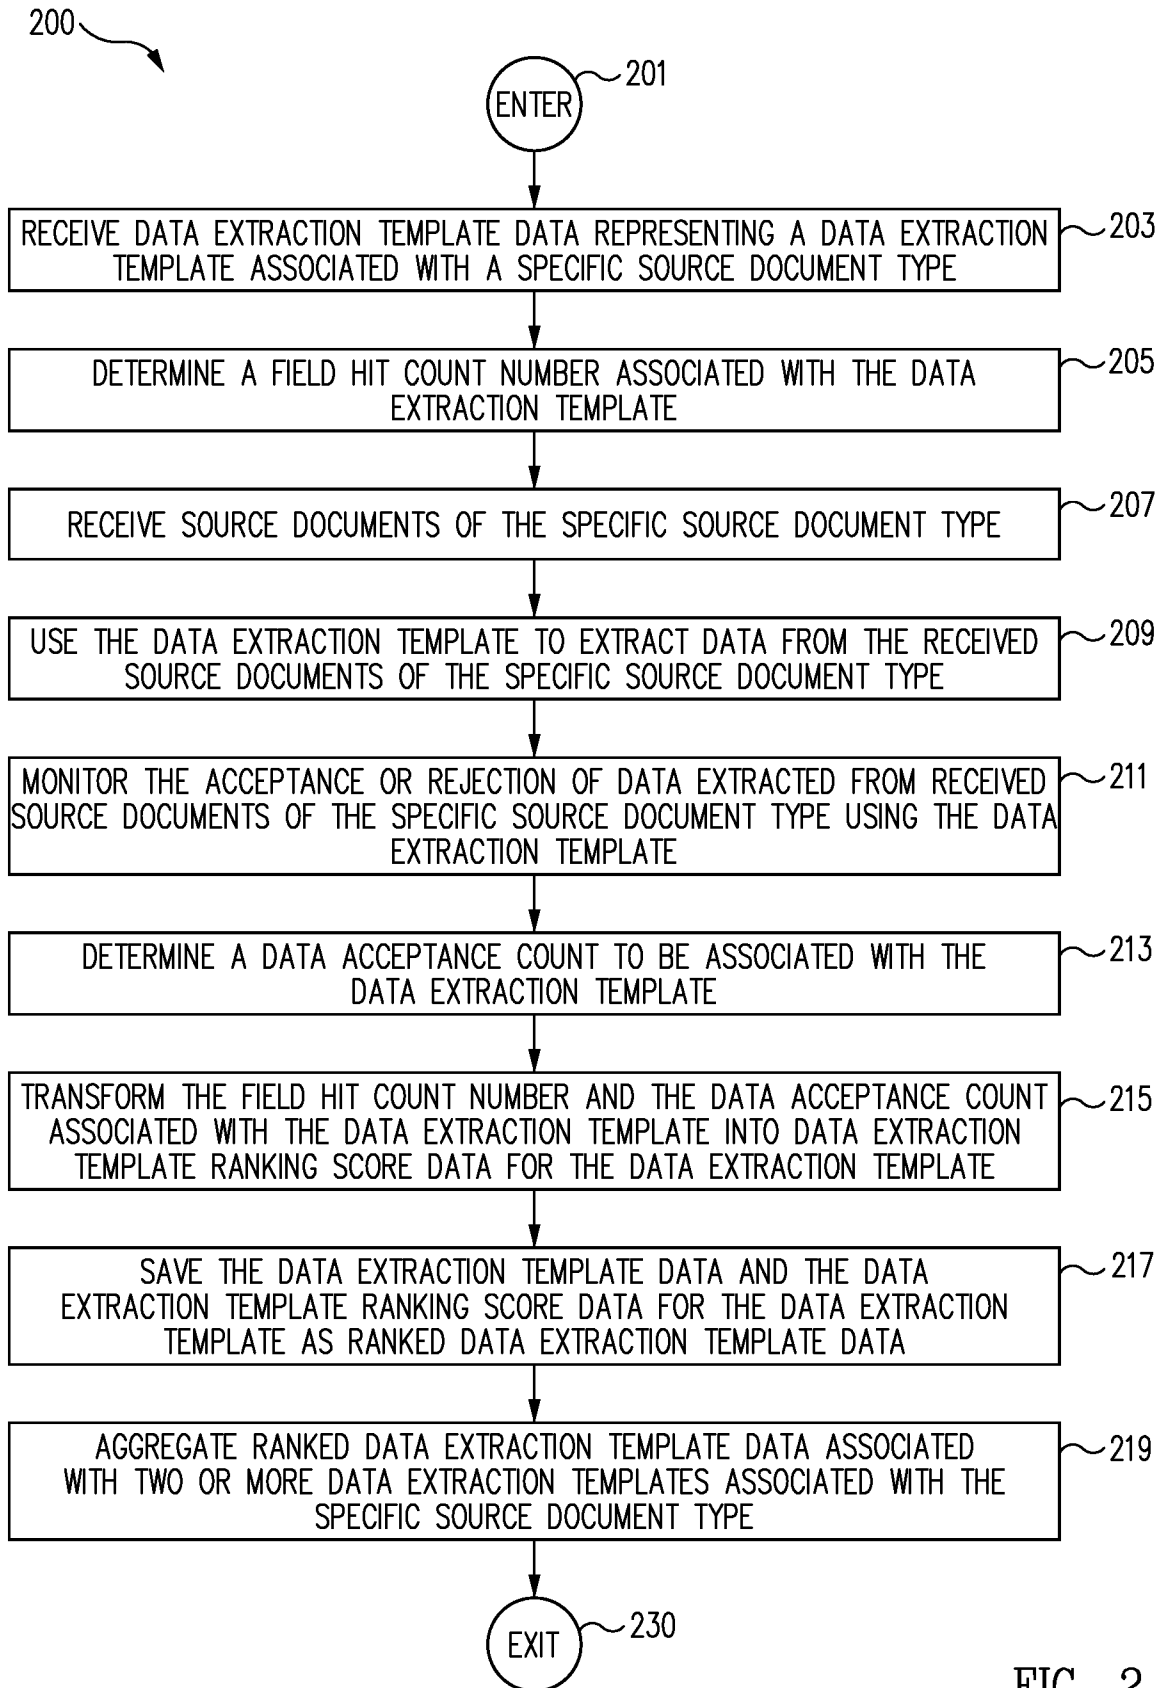 200
ENTER
201
RECEIVE DATA EXTRACTION TEMPLATE DATA REPRESENTING A DATA EXTRACTION
TEMPLATE ASSOCIATED WITH A SPECIFIC SOURCE DOCUMENT TYPE
203
DETERMINE A FIELD HIT COUNT NUMBER ASSOCIATED WITH THE DATA
EXTRACTION TEMPLATE
205
RECEIVE SOURCE DOCUMENTS OF THE SPECIFIC SOURCE DOCUMENT TYPE
207
USE THE DATA EXTRACTION TEMPLATE TO EXTRACT DATA FROM THE RECEIVED
SOURCE DOCUMENTS OF THE SPECIFIC SOURCE DOCUMENT TYPE
209
MONITOR THE ACCEPTANCE OR REJECTION OF DATA EXTRACTED FROM RECEIVED
SOURCE DOCUMENTS OF THE SPECIFIC SOURCE DOCUMENT TYPE USING THE DATA
EXTRACTION TEMPLATE
211
DETERMINE A DATA ACCEPTANCE COUNT TO BE ASSOCIATED WITH THE
DATA EXTRACTION TEMPLATE
213
TRANSFORM THE FIELD HIT COUNT NUMBER AND THE DATA ACCEPTANCE COUNT
ASSOCIATED WITH THE DATA EXTRACTION TEMPLATE INTO DATA EXTRACTION
TEMPLATE RANKING SCORE DATA FOR THE DATA EXTRACTION TEMPLATE
215
SAVE THE DATA EXTRACTION TEMPLATE DATA AND THE DATA
EXTRACTION TEMPLATE RANKING SCORE DATA FOR THE DATA EXTRACTION
TEMPLATE AS RANKED DATA EXTRACTION TEMPLATE DATA
217
AGGREGATE RANKED DATA EXTRACTION TEMPLATE DATA ASSOCIATED
WITH TWO OR MORE DATA EXTRACTION TEMPLATES ASSOCIATED WITH THE
SPECIFIC SOURCE DOCUMENT TYPE
219
EXIT
230
FIG. 2